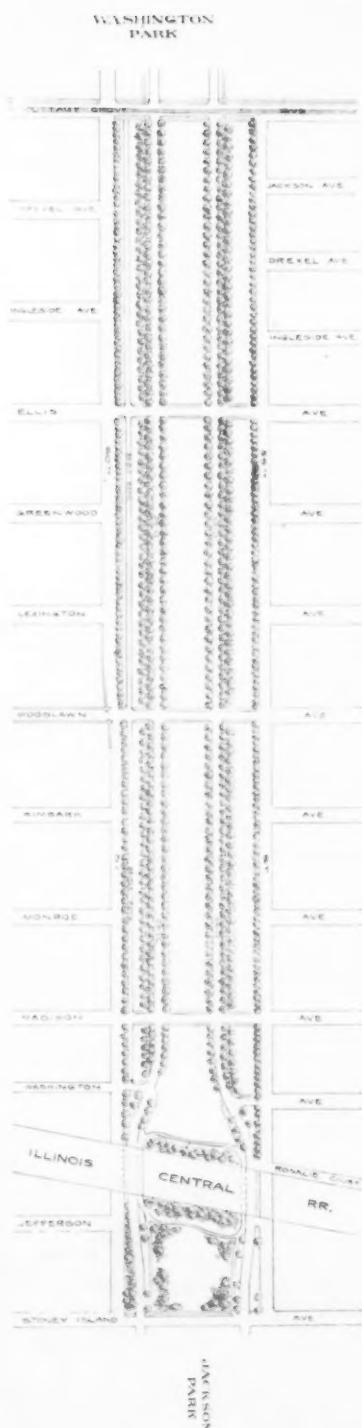 WASHINGTON
PARK
COTTAGE GROVE
AVE
JACKSON AVE.
DREXEL AVE
INGLESIDE AVE
INGLESIDE AVE.
ELLIS
AVE
GREENWOOD
AVE
LEXINGTON
AVE
WOODLAWN
AVE
KIMBARK
AVE
MONROE
AVE
MADISON
AVE
WASHINGTON
AVE
ILLINOIS
CENTRAL
RR.
ROSALIE COURT
JEFFERSON
STONEY ISLAND
AVE
JACKSON
PARK